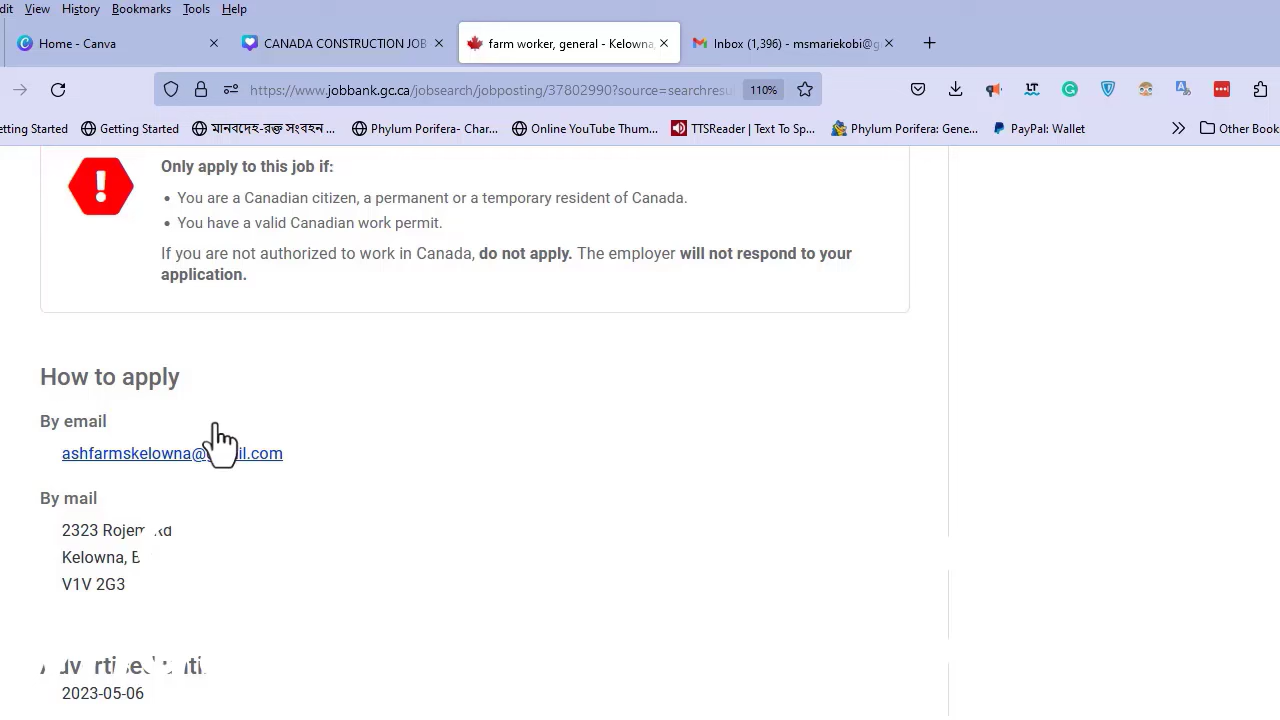 dit View History Bookmarks Tools Help
Home - Canva CANADA CONSTRUCTION JOB farm worker, general - Kelowna, Inbox (1,396) - msmariekobi@g
https://www.jobbank.gc.ca/jobsearch/jobposting/37802990?source=searchresu 110%
etting Started Getting Started মানবদেহ-রক্ত সংবহন ... Phylum Porifera- Char... Online YouTube Thum... TTSReader | Text To Sp... Phylum Porifera: Gene... PayPal: Wallet Other Book
Only apply to this job if:
• You are a Canadian citizen, a permanent or a temporary resident of Canada.
• You have a valid Canadian work permit.
If you are not authorized to work in Canada, do not apply. The employer will not respond to your
application.
How to apply
By email
ashfarmskelowna@gmail.com
By mail
2323 Rojem Rd
Kelowna, B
V1V 2G3
2023-05-06